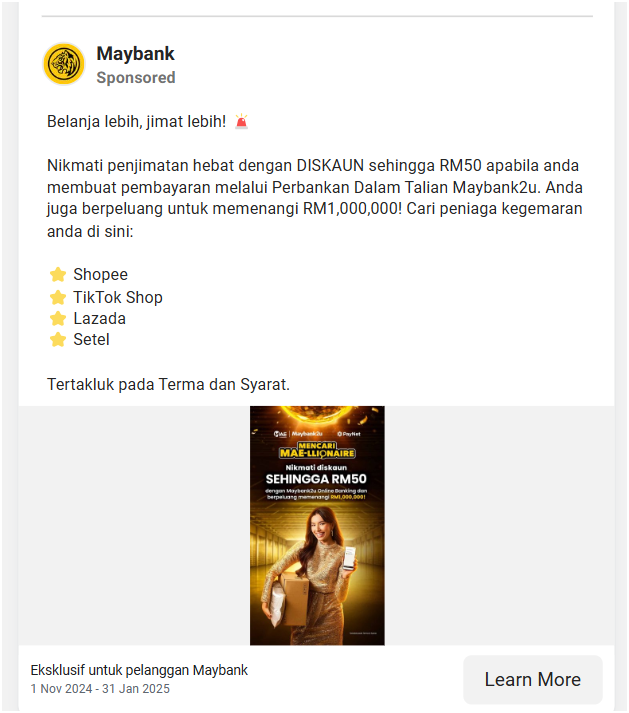 Maybank
Sponsored
Belanja lebih, jimat lebih! 🚨
Nikmati penjimatan hebat dengan DISKAUN sehingga RM50 apabila anda
membuat pembayaran melalui Perbankan Dalam Talian Maybank2u. Anda
juga berpeluang untuk memenangi RM1,000,000! Cari peniaga kegemaran
anda di sini:
⭐ Shopee
⭐ TikTok Shop
⭐ Lazada
⭐ Setel
Tertakluk pada Terma dan Syarat.
MAE | Maybank2u PayNet
MENCARI
MAE-LLIONAIRE
Nikmati diskaun
SEHINGGA RM50
dengan Maybank2u Online Banking dan
berpeluang memenangi RM1,000,000!
Eksklusif untuk pelanggan Maybank
1 Nov 2024 - 31 Jan 2025
Learn More